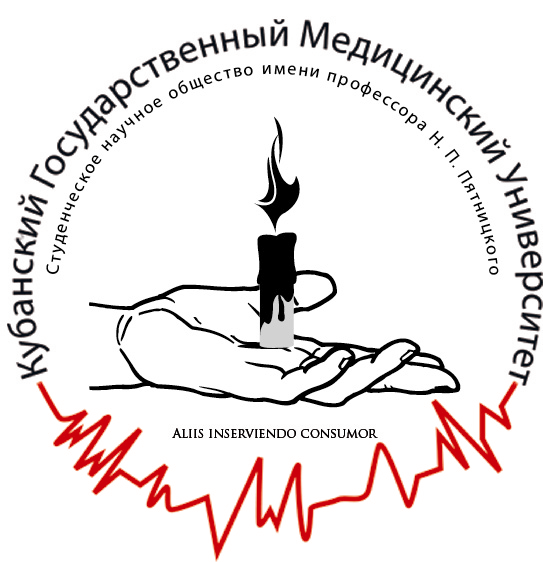 Кубанский Государственный Медицинский Университет
Студенческое научное общество имени профессора Н. П. Пятницкого
ALIIS INSERVIENDO CONSUMOR